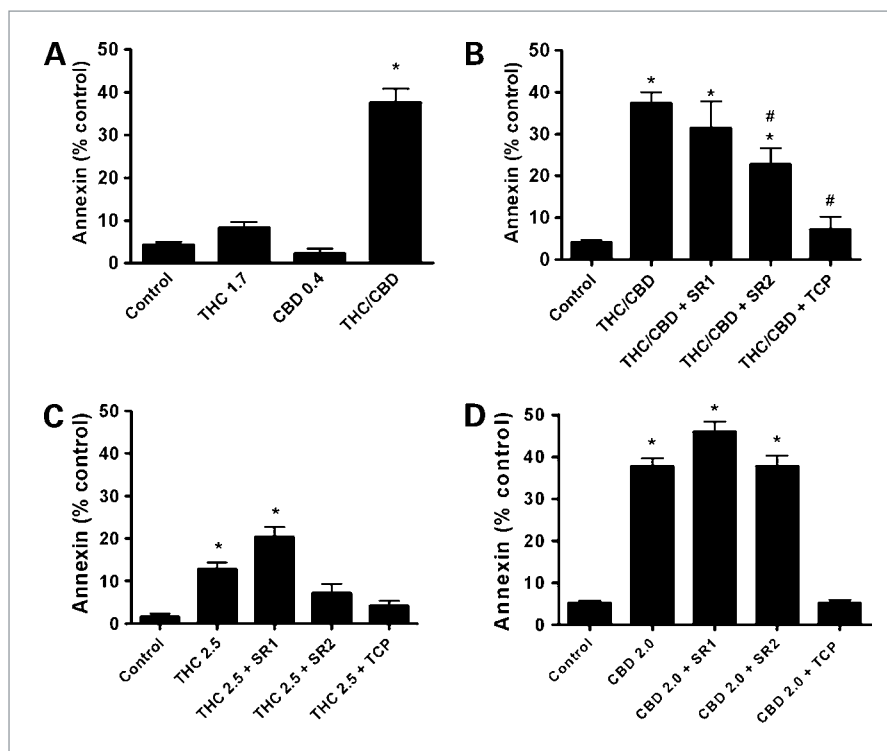 A
Annexin (% control)
50
40
30
20
10
0
*
Control
THC 1.7
CBD 0.4
THC/CBD
B
Annexin (% control)
50
40
30
20
10
0
*
*
#
*
#
Control
THC/CBD
THC/CBD + SR1
THC/CBD + SR2
THC/CBD + TCP
C
Annexin (% control)
50
40
30
20
10
0
*
*
Control
THC 2.5
THC 2.5 + SR1
THC 2.5 + SR2
THC 2.5 + TCP
D
Annexin (% control)
50
40
30
20
10
0
*
*
*
Control
CBD 2.0
CBD 2.0 + SR1
CBD 2.0 + SR2
CBD 2.0 + TCP